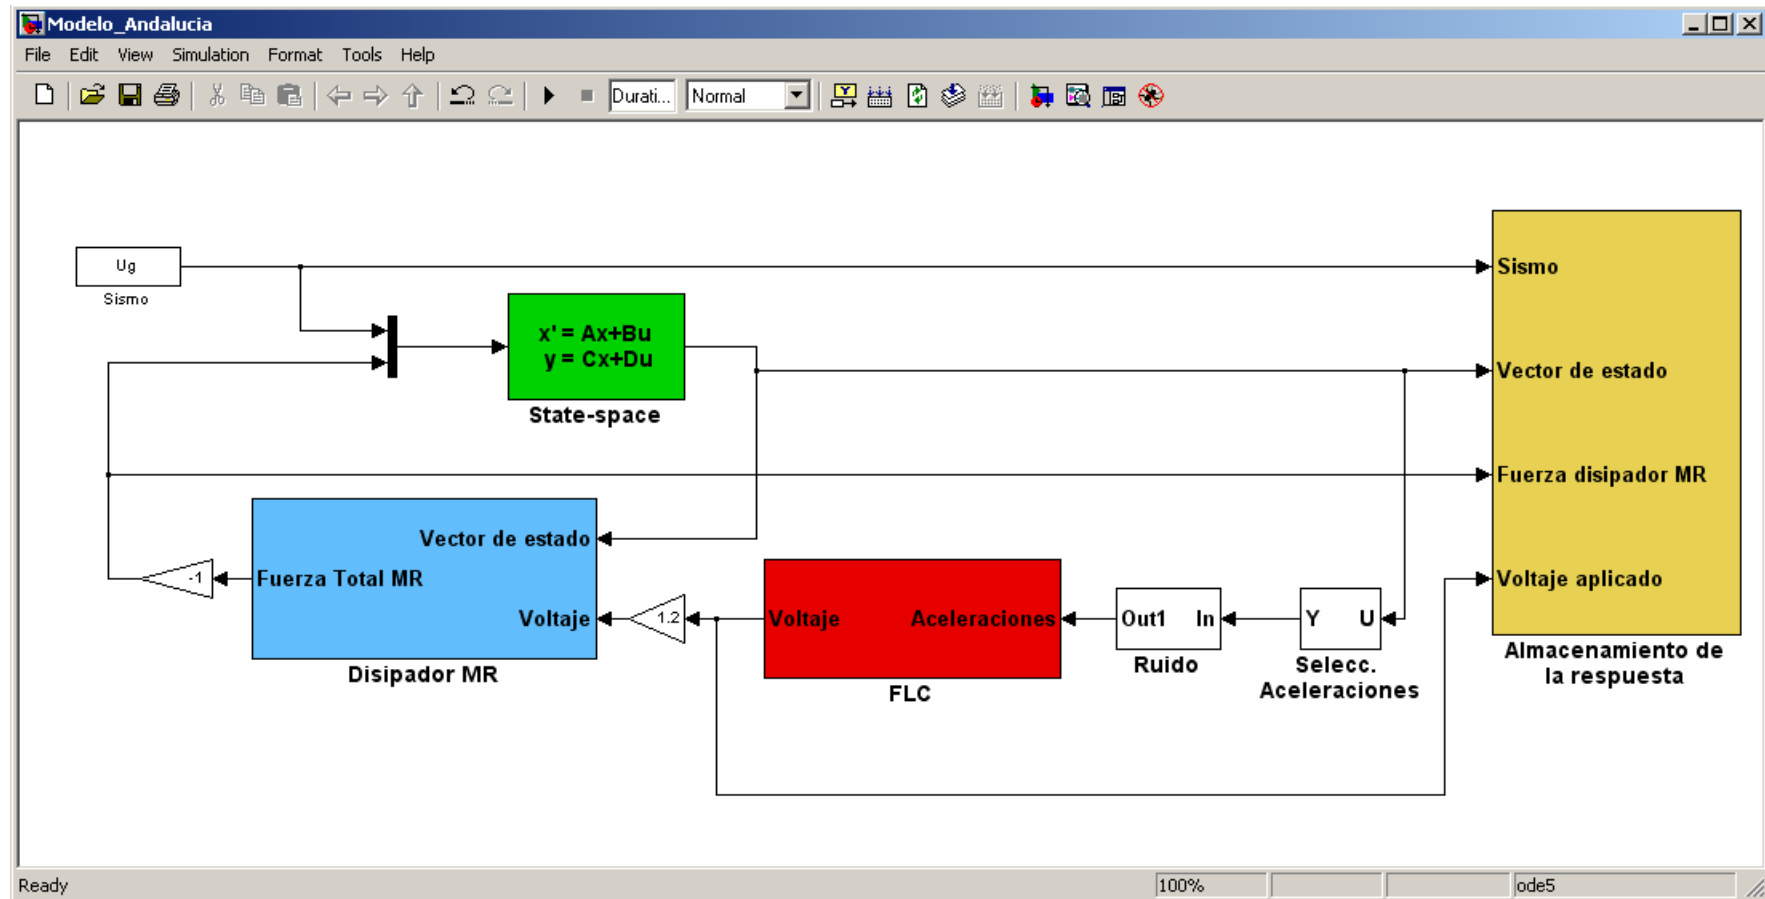 Modelo_Andalucia
File Edit View Simulation Format Tools Help
Durati... Normal
Ug
Sismo
x' = Ax+Bu
y = Cx+Du
State-space
Sismo
Vector de estado
Fuerza disipador MR
Voltaje aplicado
Almacenamiento de
la respuesta
Vector de estado
Fuerza Total MR
Voltaje
Disipador MR
-1
1.2
Voltaje Aceleraciones
FLC
Out1 In
Ruido
Y U
Selecc.
Aceleraciones
Ready 100% ode5